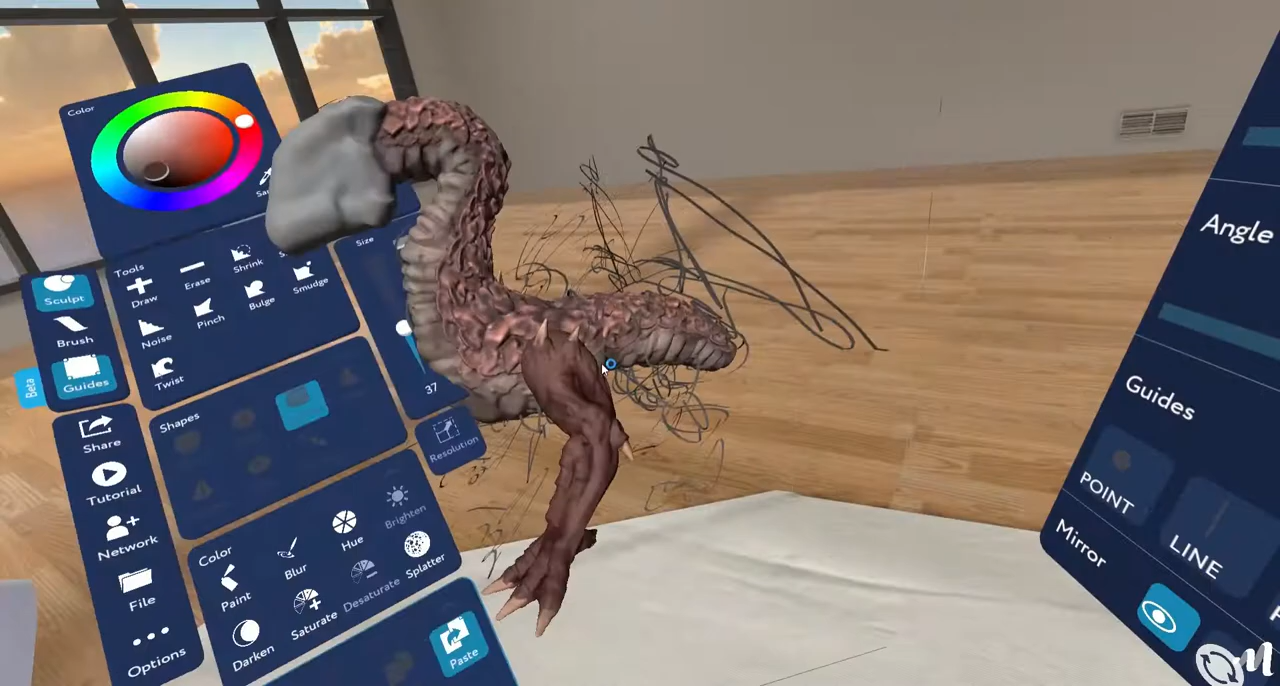 Color
Tools
Draw
Erase
Shrink
Noise
Pinch
Bulge
Smudge
Twist
Size
37
Resolution
Sculpt
Brush
Guides
Beta
Share
Tutorial
Network
File
Options
Shapes
Color
Paint
Blur
Hue
Brighten
Darken
Saturate
Desaturate
Splatter
Paste
Angle
Guides
POINT
LINE
Mirror